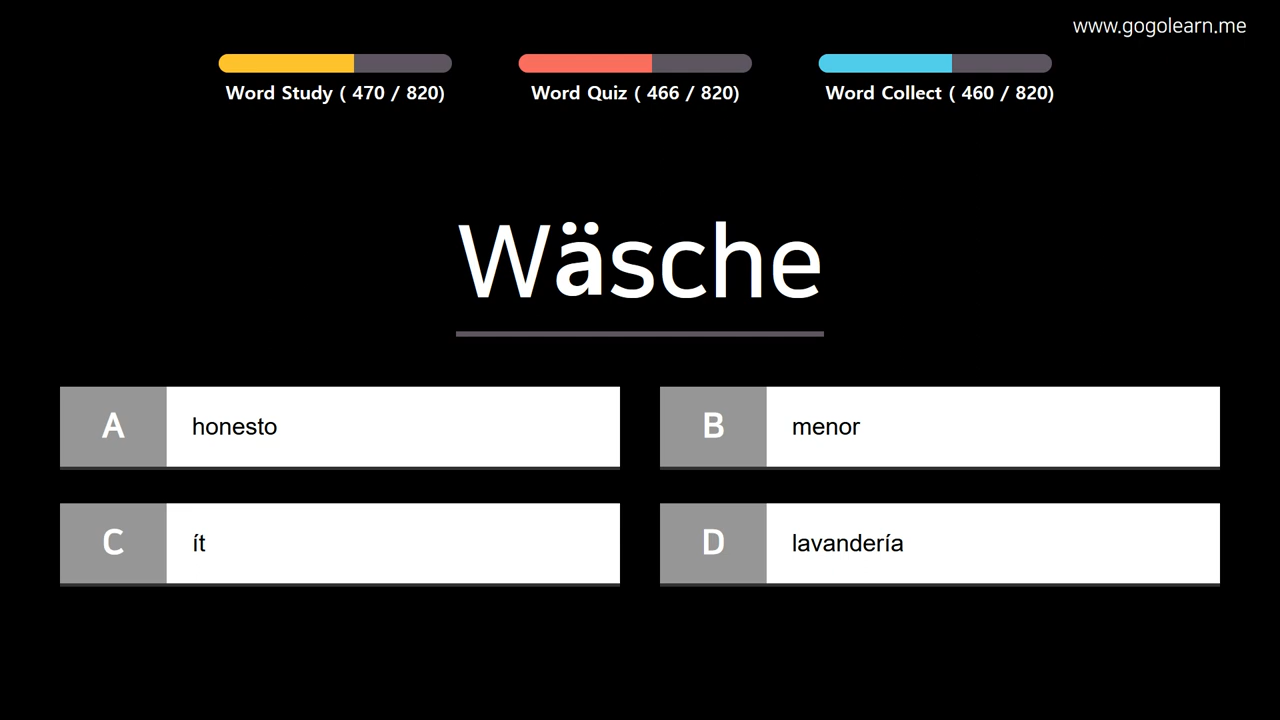 www.gogolearn.me
Word Study ( 470 / 820)
Word Quiz ( 466 / 820)
Word Collect ( 460 / 820)
Wäsche
A honesto
B menor
C ít
D lavandería